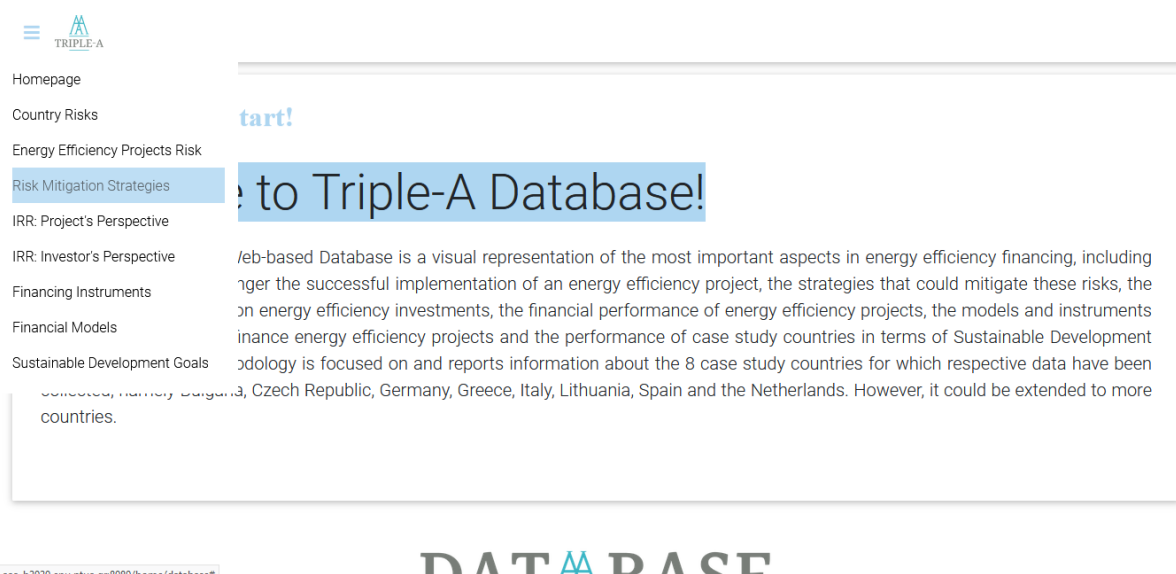 TRIPLE-A
Homepage
Country Risks
Energy Efficiency Projects Risk
Risk Mitigation Strategies
IRR: Project's Perspective
IRR: Investor's Perspective
Financing Instruments
Financial Models
Sustainable Development Goals
tart!
e to Triple-A Database!
Web-based Database is a visual representation of the most important aspects in energy efficiency financing, including
nger the successful implementation of an energy efficiency project, the strategies that could mitigate these risks, the
on energy efficiency investments, the financial performance of energy efficiency projects, the models and instruments
inance energy efficiency projects and the performance of case study countries in terms of Sustainable Development
odology is focused on and reports information about the 8 case study countries for which respective data have been
collected, namely Bulgaria, Czech Republic, Germany, Greece, Italy, Lithuania, Spain and the Netherlands. However, it could be extended to more
countries.
DATABASE